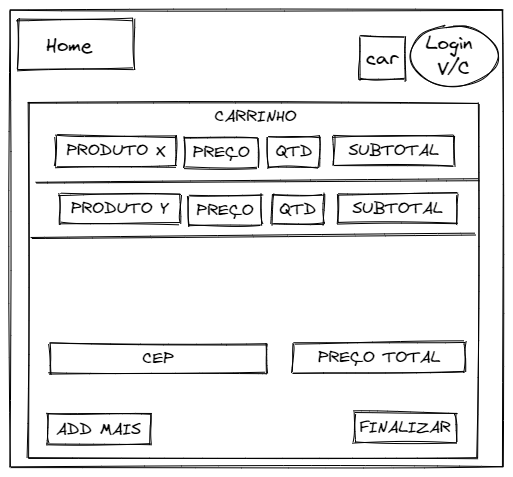 Home
car
Login
V/C
CARRINHO
PRODUTO X PREÇO QTD SUBTOTAL
PRODUTO Y PREÇO QTD SUBTOTAL
CEP PREÇO TOTAL
ADD MAIS FINALIZAR